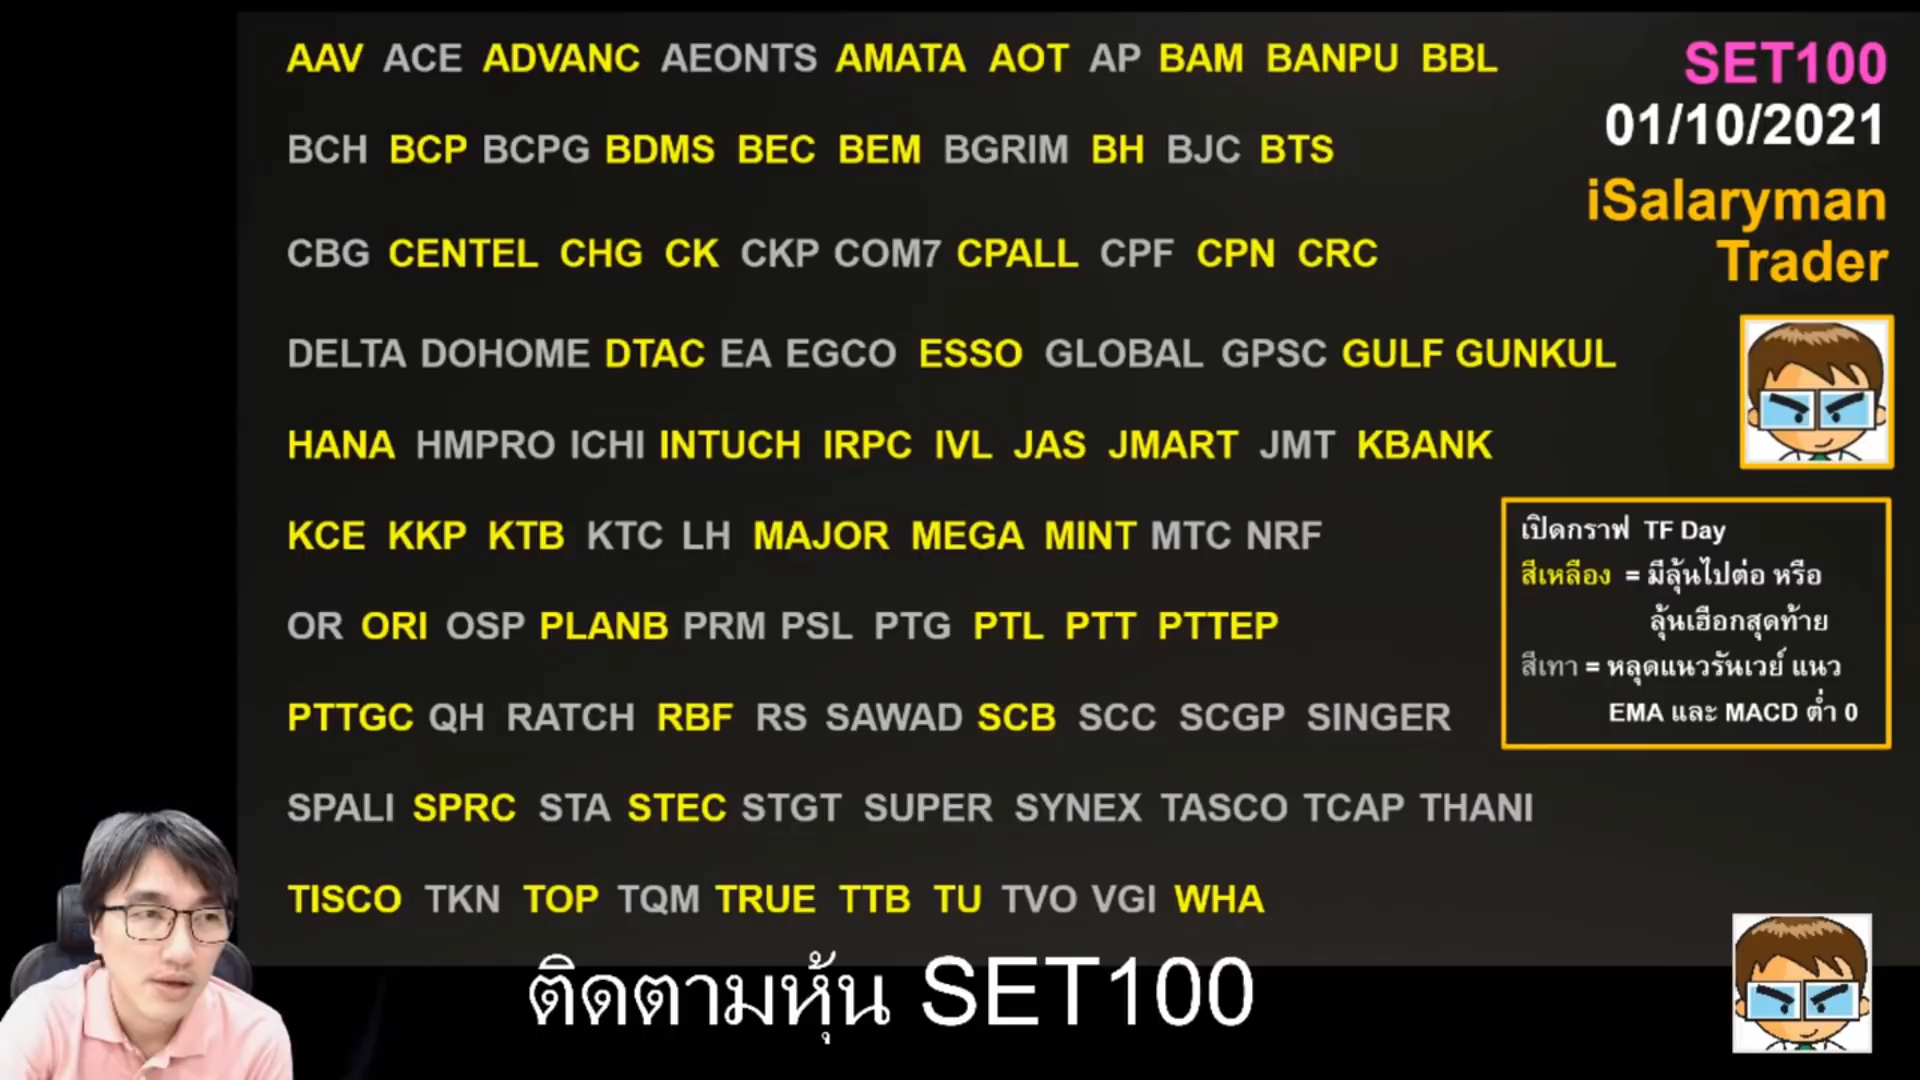 AAV ACE ADVANC AEONTS AMATA AOT AP BAM BANPU BBL
BCH BCP BCPG BDMS BEC BEM BGRIM BH BJC BTS
CBG CENTEL CHG CK CKP COM7 CPALL CPF CPN CRC
DELTA DOHOME DTAC EA EGCO ESSO GLOBAL GPSC GULF GUNKUL
HANA HMPRO ICHI INTUCH IRPC IVL JAS JMART JMT KBANK
KCE KKP KTB KTC LH MAJOR MEGA MINT MTC NRF
OR ORI OSP PLANB PRM PSL PTG PTL PTT PTTEP
PTTGC QH RATCH RBF RS SAWAD SCB SCC SCGP SINGER
SPALI SPRC STA STEC STGT SUPER SYNEX TASCO TCAP THANI
TISCO TKN TOP TQM TRUE TTB TU TVO VGI WHA
SET100
01/10/2021
iSalaryman
Trader
เปิดกราฟ TF Day
สีเหลือง = มีลุ้นไปต่อ หรือ
ลุ้นเฮือกสุดท้าย
สีเทา = หลุดแนวรันเวย์ แนว
EMA และ MACD ต่ำ 0
ติดตามหุ้น SET100